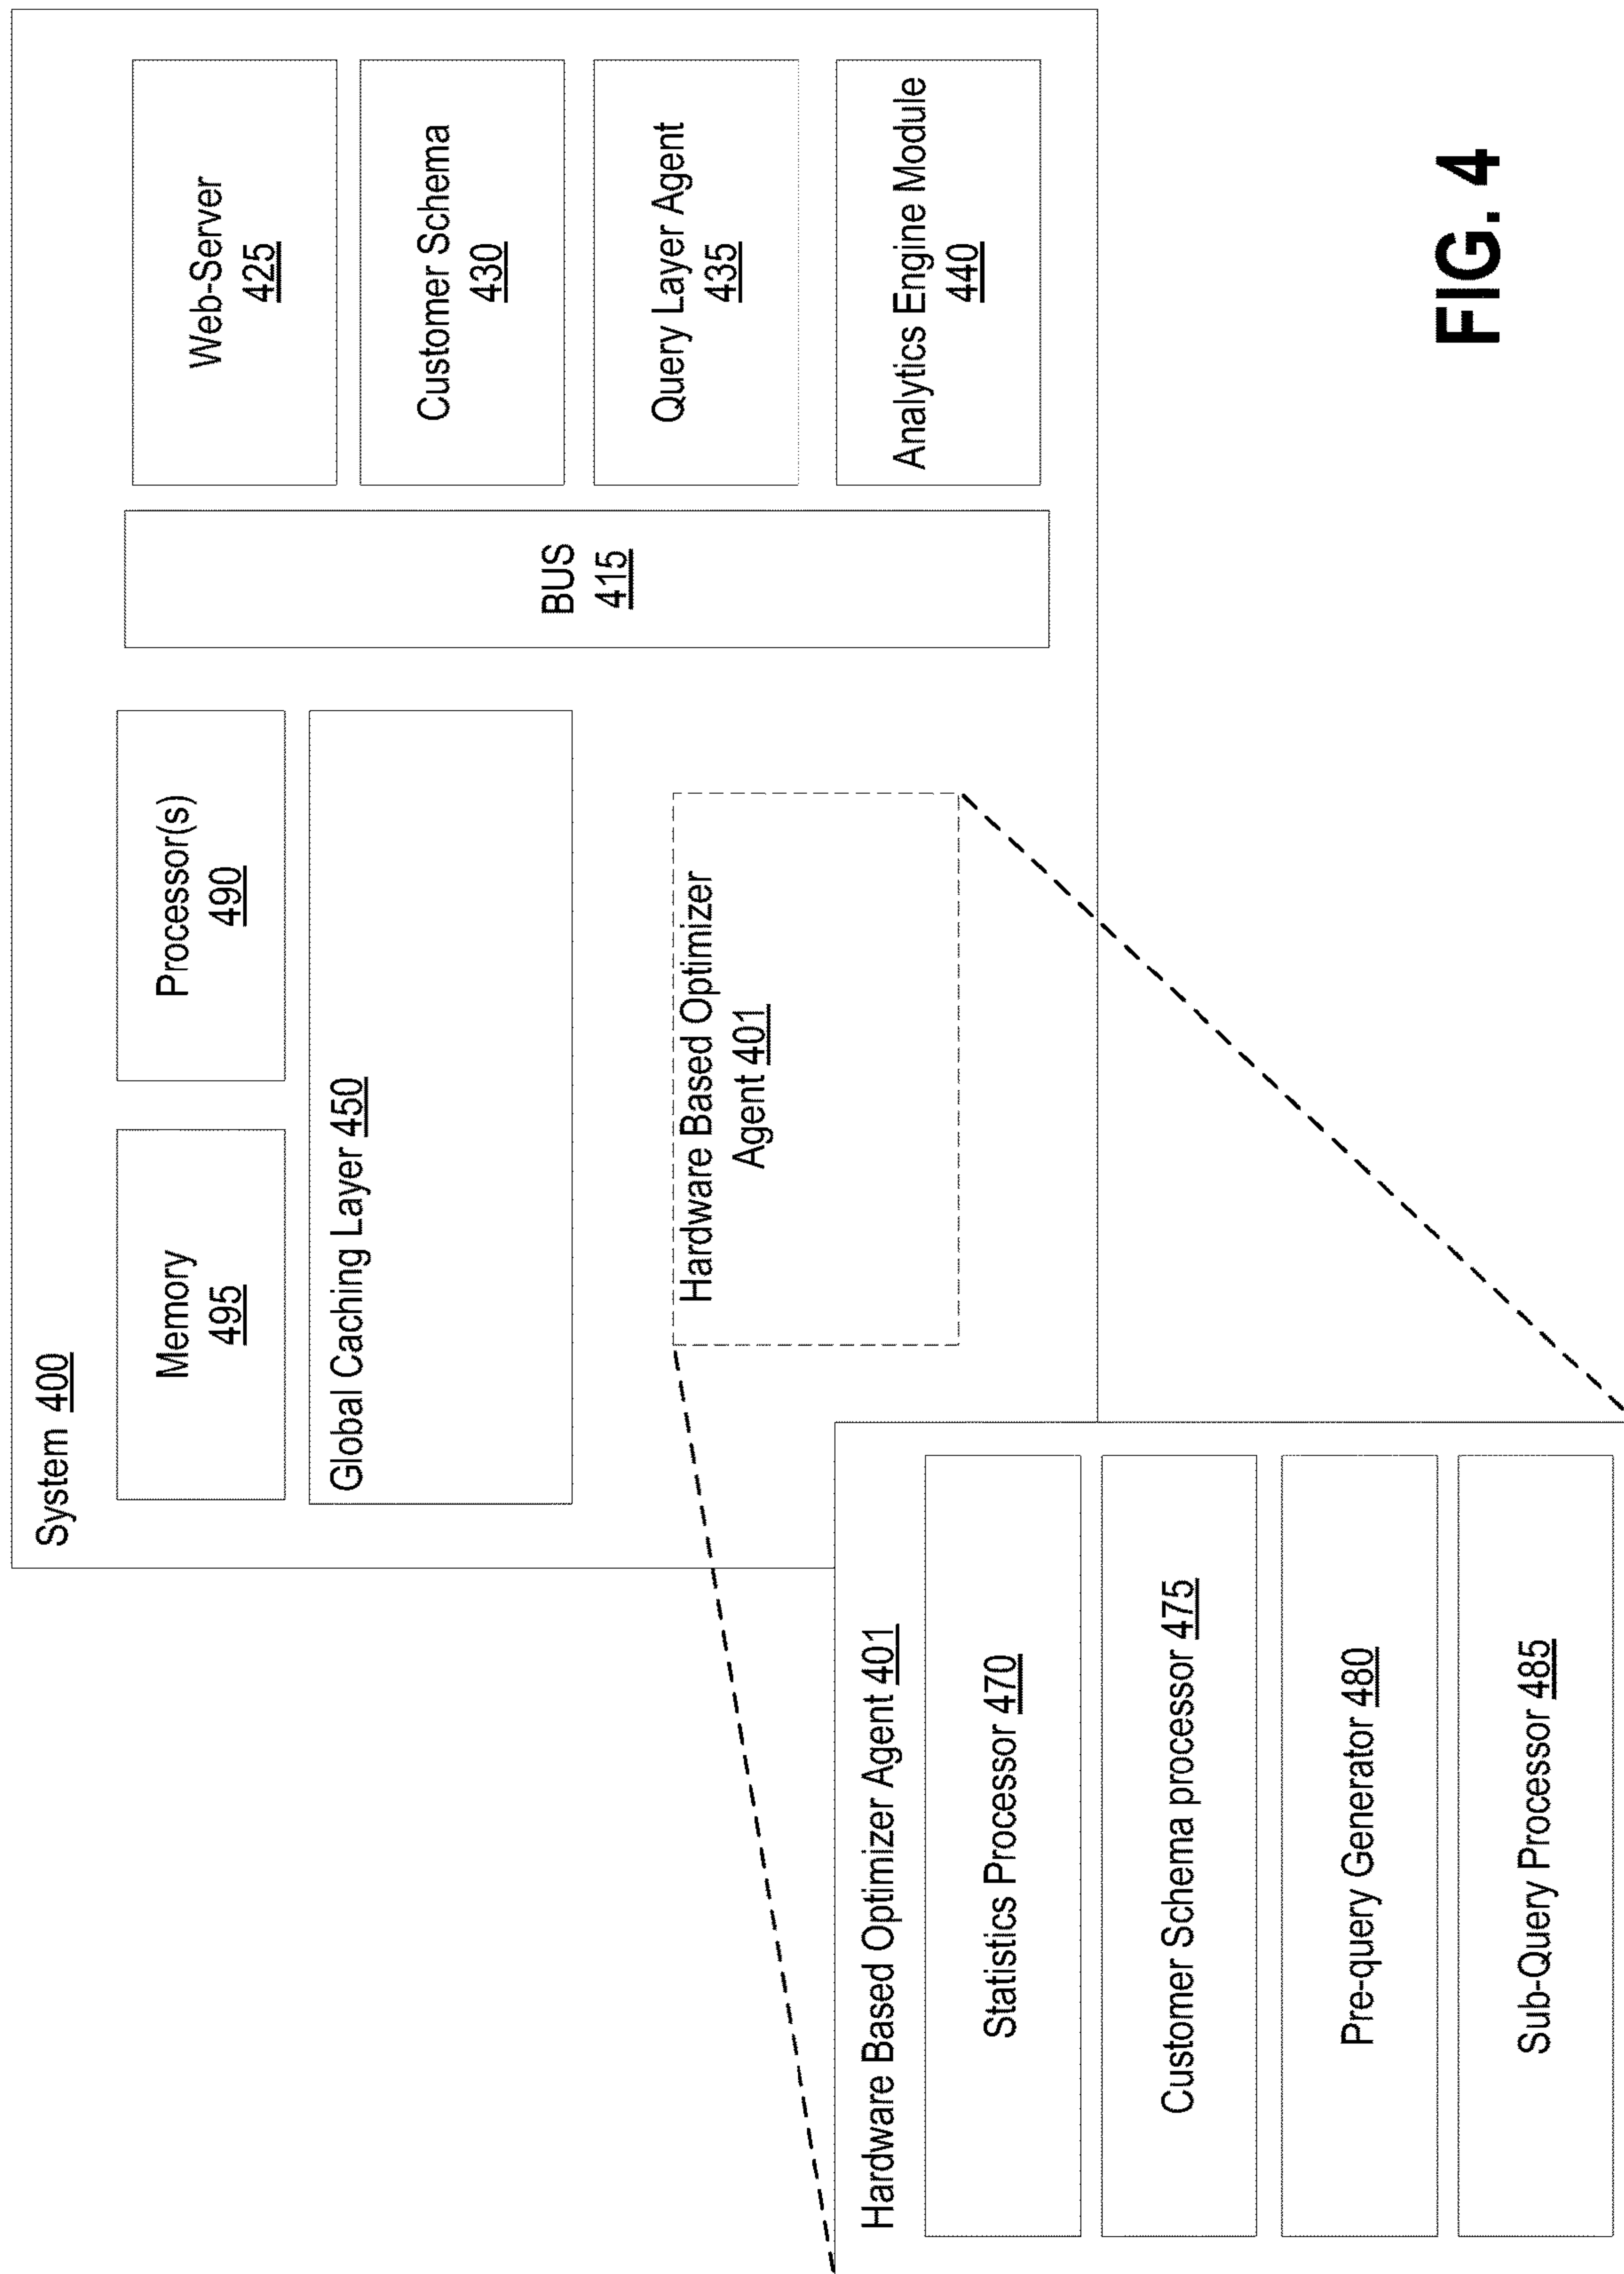 System 400
Memory
495
Processor(s)
490
Global Caching Layer 450
Hardware Based Optimizer
Agent 401
BUS
415
Web-Server
425
Customer Schema
430
Query Layer Agent
435
Analytics Engine Module
440
Hardware Based Optimizer Agent 401
Statistics Processor 470
Customer Schema processor 475
Pre-query Generator 480
Sub-Query Processor 485
FIG. 4